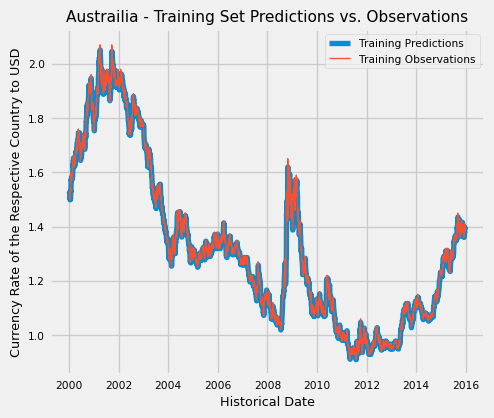 Austrailia - Training Set Predictions vs. Observations
Training Predictions
Training Observations
Currency Rate of the Respective Country to USD
2.0
1.8
1.6
1.4
1.2
1.0
2000 2002 2004 2006 2008 2010 2012 2014 2016
Historical Date